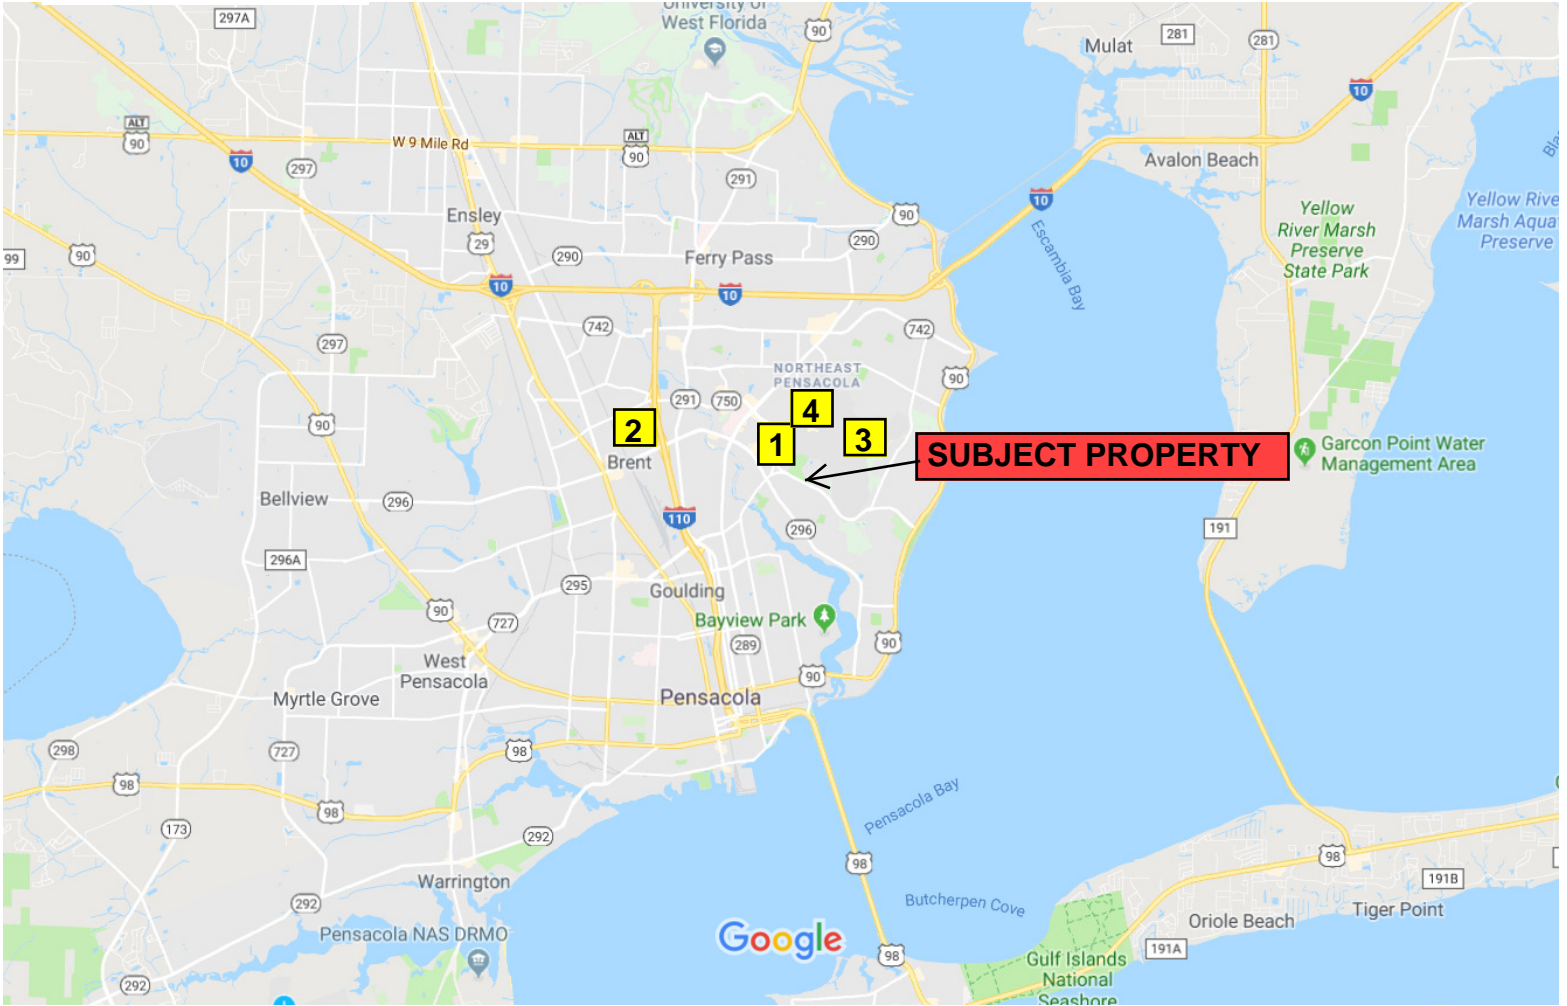 297A
University of
West Florida
90
Mulat
281
281
10
ALT
90
W 9 Mile Rd
ALT
90
10
297
291
Avalon Beach
10
Ensley
90
Yellow
River Marsh
Preserve
State Park
Yellow Rive
Marsh Aqua
Preserve
29
290
290
99
90
Ferry Pass
Escambia
Bay
10
10
742
742
297
NORTHEAST
PENSACOLA
90
291
750
4
90
2
1
3
SUBJECT PROPERTY
Garcon Point Water
Management Area
Brent
Bellview
296
110
296
191
296A
295
Goulding
90
727
Bayview Park
289
90
West
Pensacola
90
Myrtle Grove
Pensacola
298
727
98
98
98
Pensacola Bay
173
292
98
98
Warrington
191B
292
Butcherpen Cove
Tiger Point
Oriole Beach
Pensacola NAS DRMO
Google
98
191A
Gulf Islands
National
Seashore
292